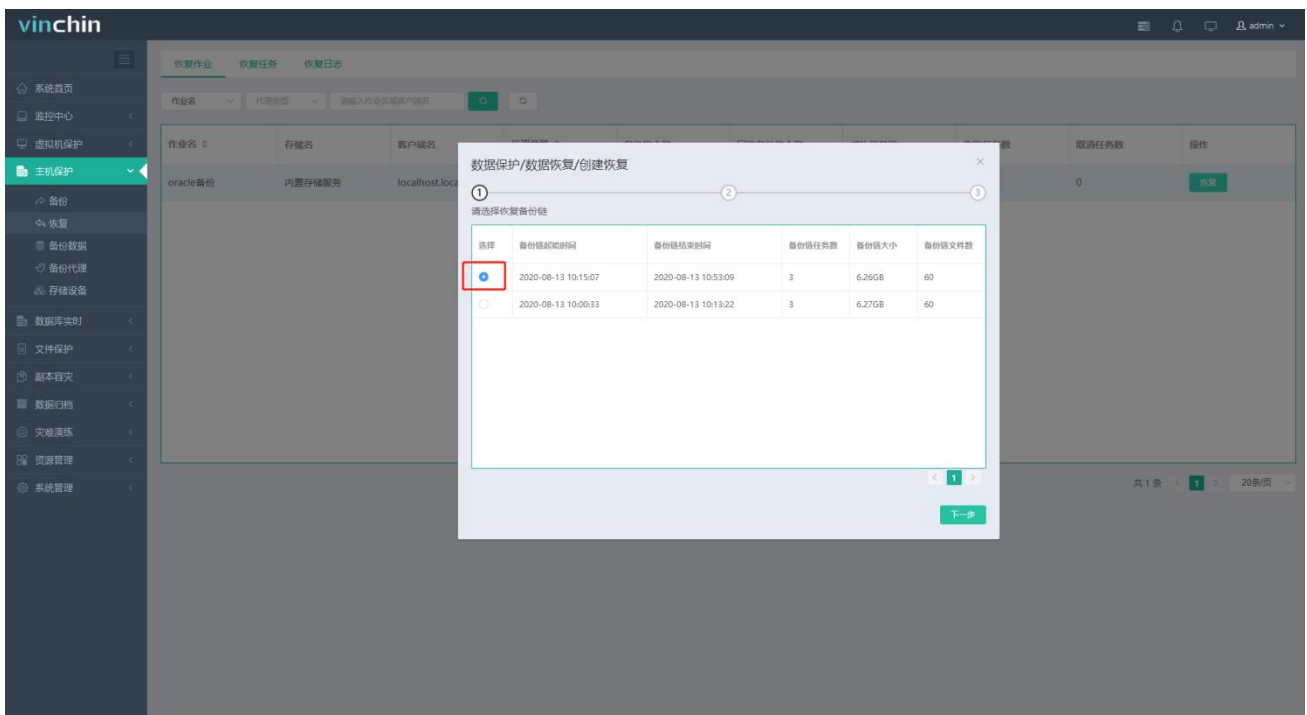 vinchin
admin
恢复作业 恢复任务 恢复日志
系统首页
作业名 代理类型 请输入作业名或客户端名
监控中心
虚拟机保护
作业名 存储名 客户端名 取消任务数 操作
数据保护/数据恢复/创建恢复
主机保护
oracle备份 内置存储服务 localhost.loca 0 恢复
1 2 3
备份
请选择恢复备份链
恢复
选择 备份链起始时间 备份链结束时间 备份链任务数 备份链大小 备份链文件数
备份数据
备份代理
2020-08-13 10:15:07 2020-08-13 10:53:09 3 6.26GB 60
存储设备
2020-08-13 10:00:33 2020-08-13 10:13:22 3 6.27GB 60
数据库实时
文件保护
副本容灾
数据归档
灾难演练
资源管理
系统管理
1
共1条 1 20条/页
下一步